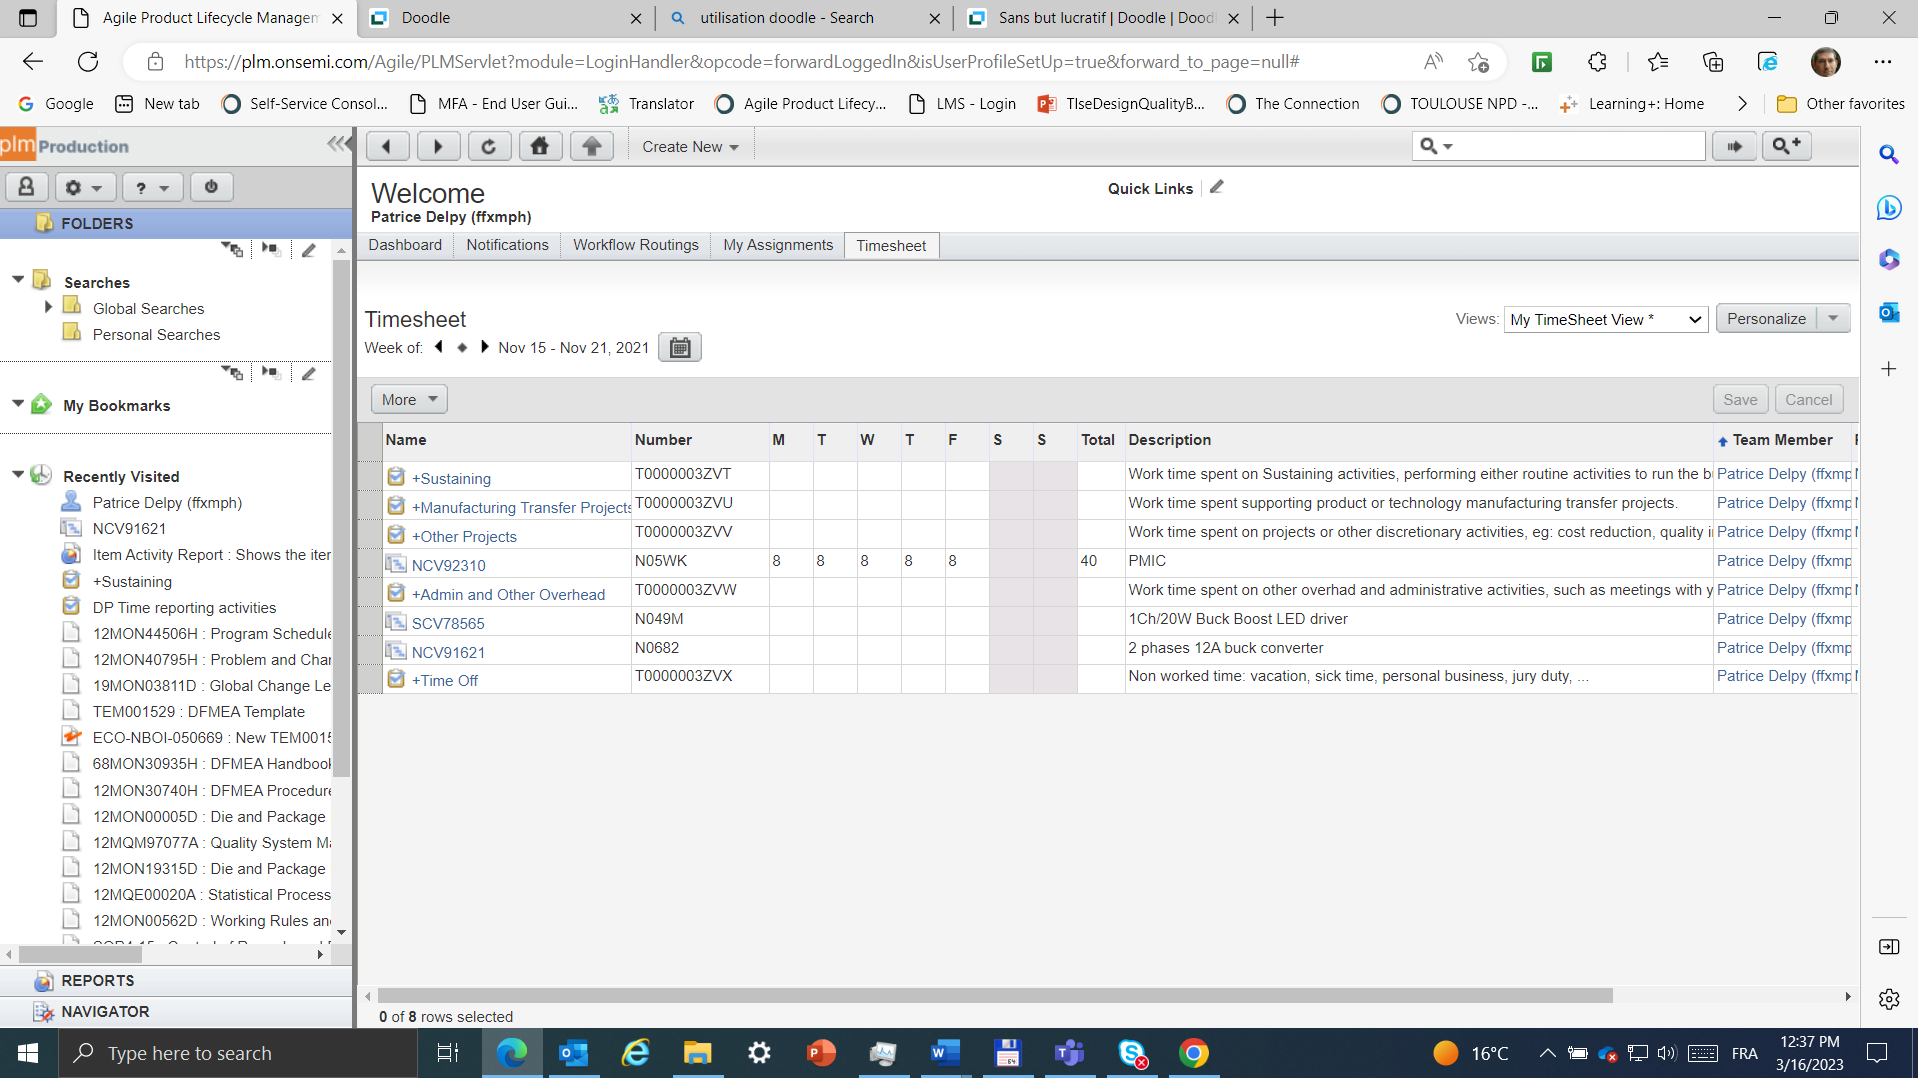 Agile Product Lifecycle Managem
Doodle
utilisation doodle - Search
Sans but lucratif | Doodle | Dood
https://plm.onsemi.com/Agile/PLMServlet?module=LoginHandler&opcode=forwardLoggedIn&isUserProfileSetUp=true&forward_to_page=null#
Google
New tab
Self-Service Consol...
MFA - End User Gui...
Translator
Agile Product Lifecy...
LMS - Login
TlseDesignQualityB...
The Connection
TOULOUSE NPD -...
Learning+: Home
Other favorites
plm Production
Create New
FOLDERS
Searches
Global Searches
Personal Searches
My Bookmarks
Recently Visited
Patrice Delpy (ffxmph)
NCV91621
Item Activity Report : Shows the iter
+Sustaining
DP Time reporting activities
12MON44506H : Program Schedule
12MON40795H : Problem and Char
19MON03811D : Global Change Le
TEM001529 : DFMEA Template
ECO-NBOI-050669 : New TEM0015
68MON30935H : DFMEA Handbook
12MON30740H : DFMEA Procedure
12MON00005D : Die and Package
12MQM97077A : Quality System Ma
12MON19315D : Die and Package
12MQE00020A : Statistical Process
12MON00562D : Working Rules and
REPORTS
NAVIGATOR
Welcome
Patrice Delpy (ffxmph)
Quick Links
Dashboard Notifications Workflow Routings My Assignments Timesheet
Timesheet
Views: My TimeSheet View * Personalize
Week of: Nov 15 - Nov 21, 2021
More Save Cancel
Name Number M T W T F S S Total Description Team Member
+Sustaining T0000003ZVT Work time spent on Sustaining activities, performing either routine activities to run the b Patrice Delpy (ffxmp
+Manufacturing Transfer Projects T0000003ZVU Work time spent supporting product or technology manufacturing transfer projects. Patrice Delpy (ffxmp
+Other Projects T0000003ZVV Work time spent on projects or other discretionary activities, eg: cost reduction, quality i Patrice Delpy (ffxmp
NCV92310 N05WK 8 8 8 8 8 40 PMIC Patrice Delpy (ffxmp
+Admin and Other Overhead T0000003ZVW Work time spent on other overhad and administrative activities, such as meetings with y Patrice Delpy (ffxmp
SCV78565 N049M 1Ch/20W Buck Boost LED driver Patrice Delpy (ffxmp
NCV91621 N0682 2 phases 12A buck converter Patrice Delpy (ffxmp
+Time Off T0000003ZVX Non worked time: vacation, sick time, personal business, jury duty, ... Patrice Delpy (ffxmp
0 of 8 rows selected
Type here to search
16°C
FRA
12:37 PM
3/16/2023